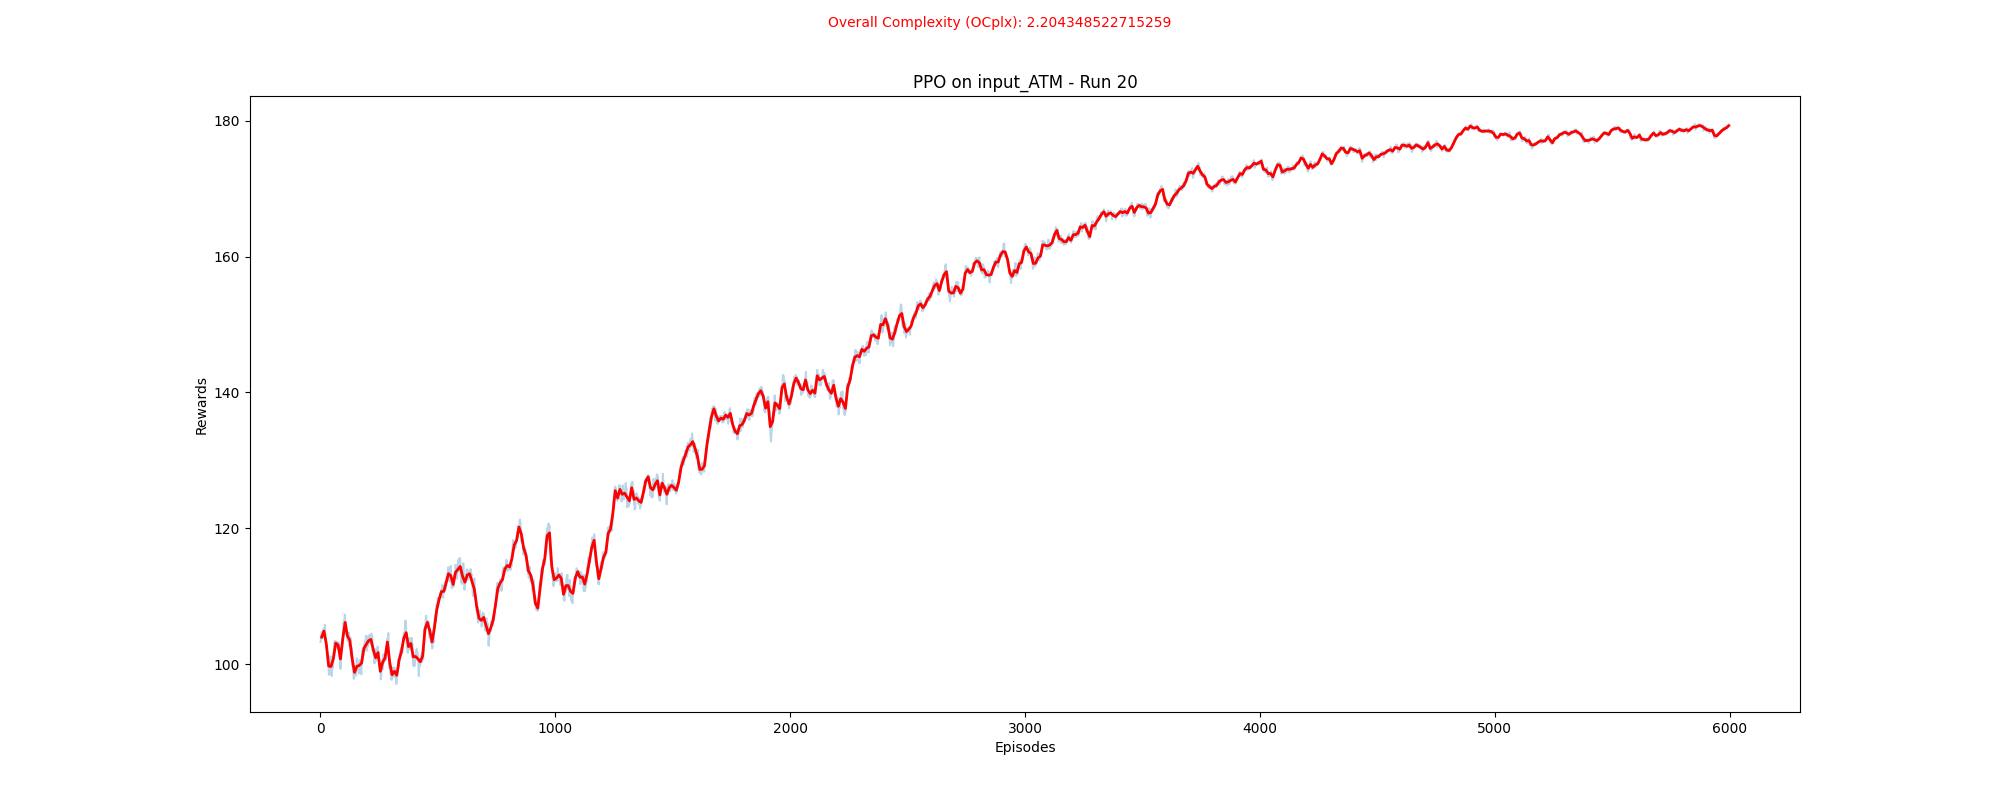 Overall Complexity (OCplx): 2.204348522715259
PPO on input_ATM - Run 20
180
160
140
120
100
Rewards
0 1000 2000 3000 4000 5000 6000
Episodes